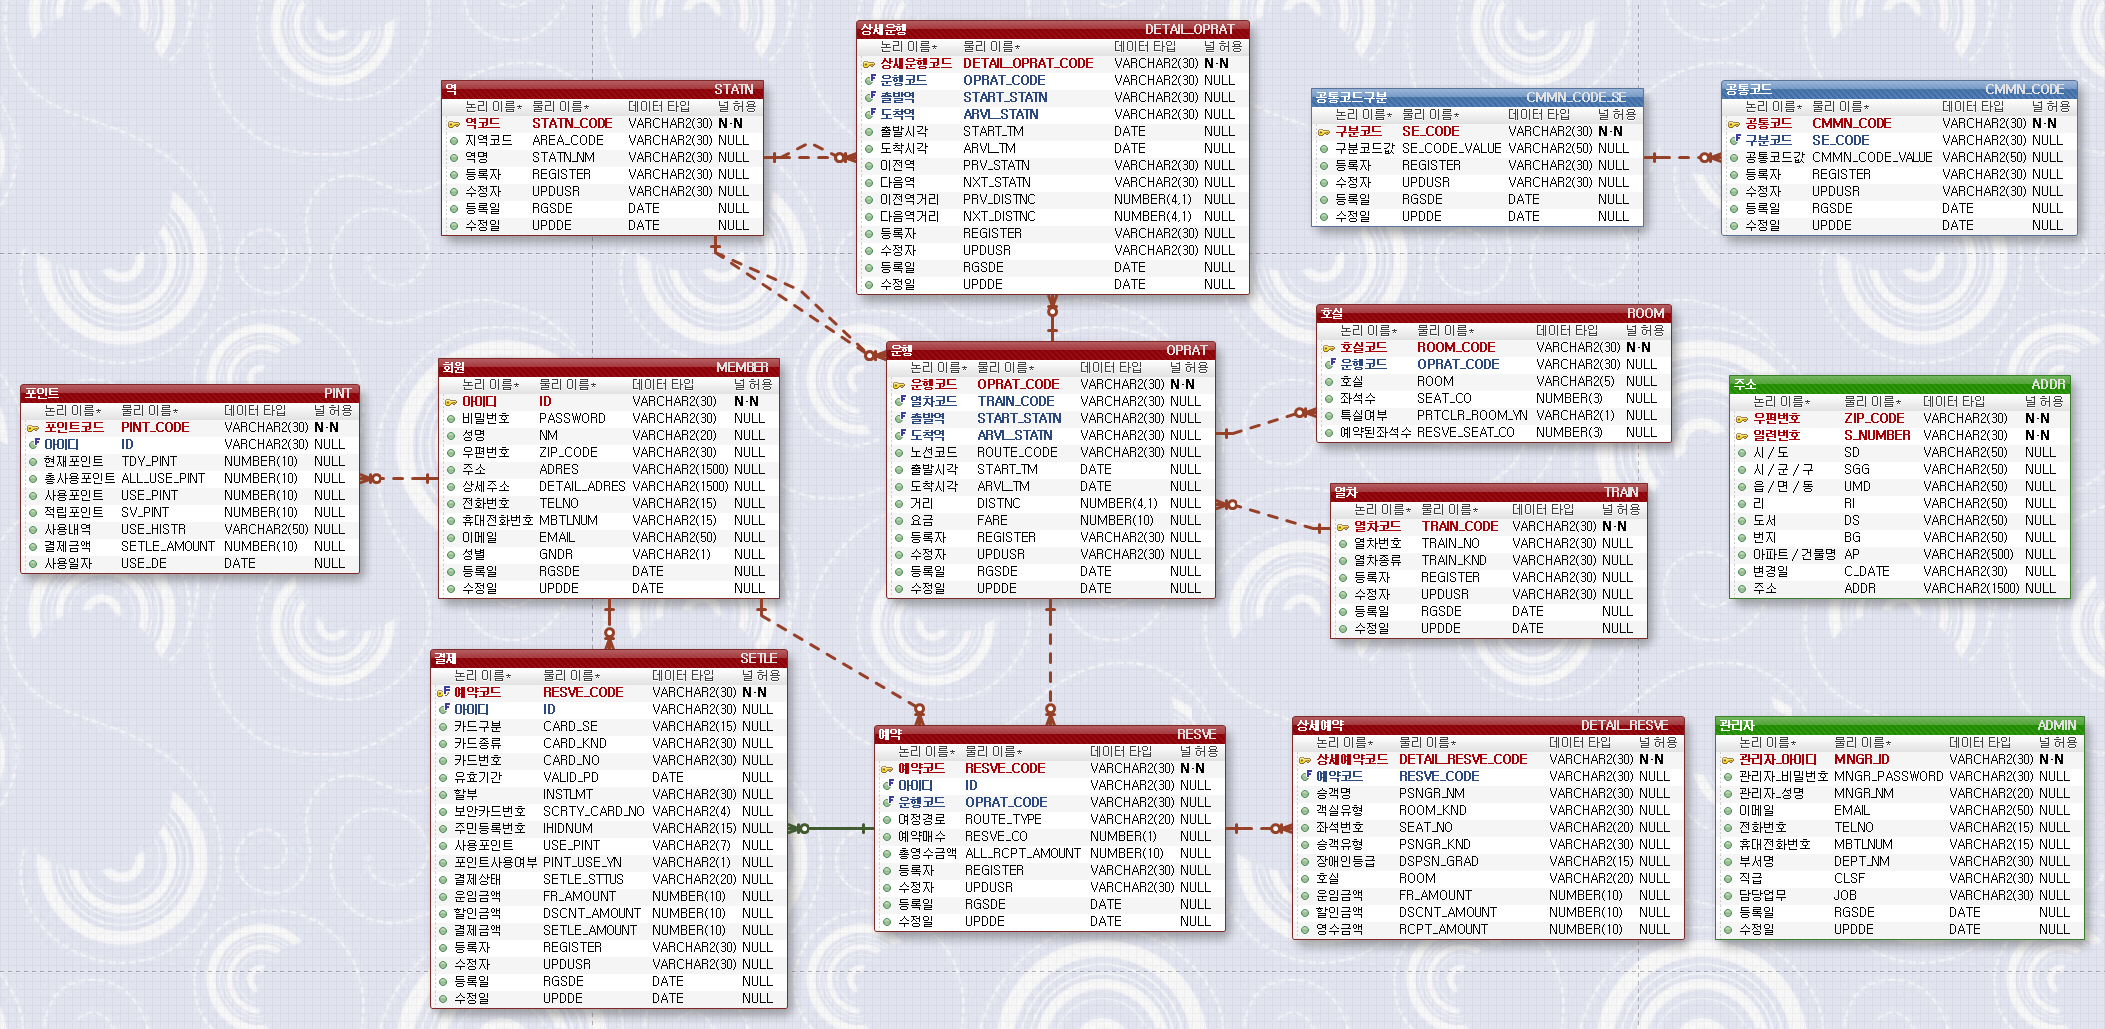 상세운행 DETAIL_OPRAT
논리 이름* 물리 이름* 데이터 타입 널 허용
상세운행코드 DETAIL_OPRAT_CODE VARCHAR2(30) N-N
운행코드 OPRAT_CODE VARCHAR2(30) NULL
출발역 START_STATN VARCHAR2(30) NULL
도착역 ARVL_STATN VARCHAR2(30) NULL
출발시각 START_TM DATE NULL
도착시각 ARVL_TM DATE NULL
이전역 PRV_STATN VARCHAR2(30) NULL
다음역 NXT_STATN VARCHAR2(30) NULL
이전역거리 PRV_DISTNC NUMBER(4,1) NULL
다음역거리 NXT_DISTNC NUMBER(4,1) NULL
등록자 REGISTER VARCHAR2(30) NULL
수정자 UPDUSR VARCHAR2(30) NULL
등록일 RGSDE DATE NULL
수정일 UPDDE DATE NULL
역 STATN
논리 이름* 물리 이름* 데이터 타입 널 허용
역코드 STATN_CODE VARCHAR2(30) N-N
지역코드 AREA_CODE VARCHAR2(30) NULL
역명 STATN_NM VARCHAR2(30) NULL
등록자 REGISTER VARCHAR2(30) NULL
수정자 UPDUSR VARCHAR2(30) NULL
등록일 RGSDE DATE NULL
수정일 UPDDE DATE NULL
공통코드구분 CMMN_CODE_SE
논리 이름* 물리 이름* 데이터 타입 널 허용
구분코드 SE_CODE VARCHAR2(30) N-N
구분코드값 SE_CODE_VALUE VARCHAR2(50) NULL
등록자 REGISTER VARCHAR2(30) NULL
수정자 UPDUSR VARCHAR2(30) NULL
등록일 RGSDE DATE NULL
수정일 UPDDE DATE NULL
공통코드 CMMN_CODE
논리 이름* 물리 이름* 데이터 타입 널 허용
공통코드 CMMN_CODE VARCHAR2(30) N-N
구분코드 SE_CODE VARCHAR2(30) NULL
공통코드값 CMMN_CODE_VALUE VARCHAR2(50) NULL
등록자 REGISTER VARCHAR2(30) NULL
수정자 UPDUSR VARCHAR2(30) NULL
등록일 RGSDE DATE NULL
수정일 UPDDE DATE NULL
포인트 PINT
논리 이름* 물리 이름* 데이터 타입 널 허용
포인트코드 PINT_CODE VARCHAR2(30) N-N
아이디 ID VARCHAR2(30) NULL
현재포인트 TDY_PINT NUMBER(10) NULL
총사용포인트 ALL_USE_PINT NUMBER(10) NULL
사용포인트 USE_PINT NUMBER(10) NULL
적립포인트 SV_PINT NUMBER(10) NULL
사용내역 USE_HISTR VARCHAR2(50) NULL
결제금액 SETLE_AMOUNT NUMBER(10) NULL
사용일자 USE_DE DATE NULL
회원 MEMBER
논리 이름* 물리 이름* 데이터 타입 널 허용
아이디 ID VARCHAR2(30) N-N
비밀번호 PASSWORD VARCHAR2(30) NULL
성명 NM VARCHAR2(20) NULL
우편번호 ZIP_CODE VARCHAR2(30) NULL
주소 ADRES VARCHAR2(1500) NULL
상세주소 DETAIL_ADRES VARCHAR2(1500) NULL
전화번호 TELNO VARCHAR2(15) NULL
휴대전화번호 MBTLNUM VARCHAR2(15) NULL
이메일 EMAIL VARCHAR2(50) NULL
성별 GNDR VARCHAR2(1) NULL
등록일 RGSDE DATE NULL
수정일 UPDDE DATE NULL
운행 OPRAT
논리 이름* 물리 이름* 데이터 타입 널 허용
운행코드 OPRAT_CODE VARCHAR2(30) N-N
열차코드 TRAIN_CODE VARCHAR2(30) NULL
출발역 START_STATN VARCHAR2(30) NULL
도착역 ARVL_STATN VARCHAR2(30) NULL
노선코드 ROUTE_CODE VARCHAR2(30) NULL
출발시각 START_TM DATE NULL
도착시각 ARVL_TM DATE NULL
거리 DISTNC NUMBER(4,1) NULL
요금 FARE NUMBER(10) NULL
등록자 REGISTER VARCHAR2(30) NULL
수정자 UPDUSR VARCHAR2(30) NULL
등록일 RGSDE DATE NULL
수정일 UPDDE DATE NULL
호실 ROOM
논리 이름* 물리 이름* 데이터 타입 널 허용
호실코드 ROOM_CODE VARCHAR2(30) N-N
운행코드 OPRAT_CODE VARCHAR2(30) NULL
호실 ROOM VARCHAR2(5) NULL
좌석수 SEAT_CO NUMBER(3) NULL
특실여부 PRTCLR_ROOM_YN VARCHAR2(1) NULL
예약된좌석수 RESVE_SEAT_CO NUMBER(3) NULL
열차 TRAIN
논리 이름* 물리 이름* 데이터 타입 널 허용
열차코드 TRAIN_CODE VARCHAR2(30) N-N
열차번호 TRAIN_NO VARCHAR2(30) NULL
열차종류 TRAIN_KND VARCHAR2(30) NULL
등록자 REGISTER VARCHAR2(30) NULL
수정자 UPDUSR VARCHAR2(30) NULL
등록일 RGSDE DATE NULL
수정일 UPDDE DATE NULL
주소 ADDR
논리 이름* 물리 이름* 데이터 타입 널 허용
우편번호 ZIP_CODE VARCHAR2(30) N-N
일련번호 S_NUMBER VARCHAR2(30) N-N
시/도 SD VARCHAR2(50) NULL
시/군/구 SGG VARCHAR2(50) NULL
읍/면/동 UMD VARCHAR2(50) NULL
리 RI VARCHAR2(50) NULL
도서 DS VARCHAR2(50) NULL
번지 BG VARCHAR2(50) NULL
아파트/건물명 AP VARCHAR2(500) NULL
변경일 C_DATE VARCHAR2(30) NULL
주소 ADDR VARCHAR2(1500) NULL
결제 SETLE
논리 이름* 물리 이름* 데이터 타입 널 허용
예약코드 RESVE_CODE VARCHAR2(30) N-N
아이디 ID VARCHAR2(30) NULL
카드구분 CARD_SE VARCHAR2(15) NULL
카드종류 CARD_KND VARCHAR2(30) NULL
카드번호 CARD_NO VARCHAR2(30) NULL
유효기간 VALID_PD DATE NULL
할부 INSTLMT VARCHAR2(30) NULL
보안카드번호 SCRTY_CARD_NO VARCHAR2(4) NULL
주민등록번호 IHIDNUM VARCHAR2(15) NULL
사용포인트 USE_PINT VARCHAR2(7) NULL
포인트사용여부 PINT_USE_YN VARCHAR2(1) NULL
결제상태 SETLE_STTUS VARCHAR2(20) NULL
운임금액 FR_AMOUNT NUMBER(10) NULL
할인금액 DSCNT_AMOUNT NUMBER(10) NULL
결제금액 SETLE_AMOUNT NUMBER(10) NULL
등록자 REGISTER VARCHAR2(30) NULL
수정자 UPDUSR VARCHAR2(30) NULL
등록일 RGSDE DATE NULL
수정일 UPDDE DATE NULL
예약 RESVE
논리 이름* 물리 이름* 데이터 타입 널 허용
예약코드 RESVE_CODE VARCHAR2(30) N-N
아이디 ID VARCHAR2(30) NULL
운행코드 OPRAT_CODE VARCHAR2(30) NULL
여정경로 ROUTE_TYPE VARCHAR2(20) NULL
예약매수 RESVE_CO NUMBER(1) NULL
총영수금액 ALL_RCPT_AMOUNT NUMBER(10) NULL
등록자 REGISTER VARCHAR2(30) NULL
수정자 UPDUSR VARCHAR2(30) NULL
등록일 RGSDE DATE NULL
수정일 UPDDE DATE NULL
상세예약 DETAIL_RESVE
논리 이름* 물리 이름* 데이터 타입 널 허용
상세예약코드 DETAIL_RESVE_CODE VARCHAR2(30) N-N
예약코드 RESVE_CODE VARCHAR2(30) NULL
승객명 PSNGR_NM VARCHAR2(30) NULL
객실유형 ROOM_KND VARCHAR2(30) NULL
좌석번호 SEAT_NO VARCHAR2(20) NULL
승객유형 PSNGR_KND VARCHAR2(30) NULL
장애인등급 DSPSN_GRAD VARCHAR2(15) NULL
호실 ROOM VARCHAR2(20) NULL
운임금액 FR_AMOUNT NUMBER(10) NULL
할인금액 DSCNT_AMOUNT NUMBER(10) NULL
영수금액 RCPT_AMOUNT NUMBER(10) NULL
관리자 ADMIN
논리 이름* 물리 이름* 데이터 타입 널 허용
관리자_아이디 MNGR_ID VARCHAR2(30) N-N
관리자_비밀번호 MNGR_PASSWORD VARCHAR2(30) NULL
관리자_성명 MNGR_NM VARCHAR2(20) NULL
이메일 EMAIL VARCHAR2(50) NULL
전화번호 TELNO VARCHAR2(15) NULL
휴대전화번호 MBTLNUM VARCHAR2(15) NULL
부서명 DEPT_NM VARCHAR2(30) NULL
직급 CLSF VARCHAR2(30) NULL
담당업무 JOB VARCHAR2(30) NULL
등록일 RGSDE DATE NULL
수정일 UPDDE DATE NULL